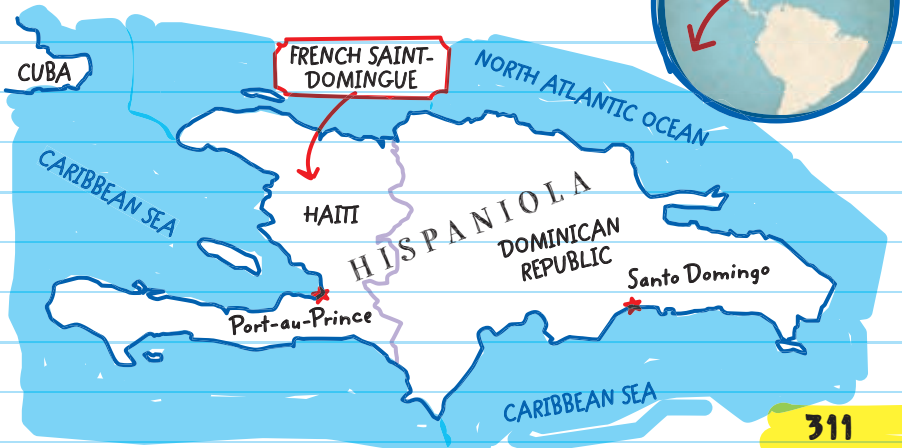 FRENCH SAINT-
DOMINGUE
CUBA
NORTH ATLANTIC OCEAN
CARIBBEAN SEA
HAITI
HISPANIOLA
DOMINICAN
REPUBLIC
Santo Domingo
Port-au-Prince
CARIBBEAN SEA
311